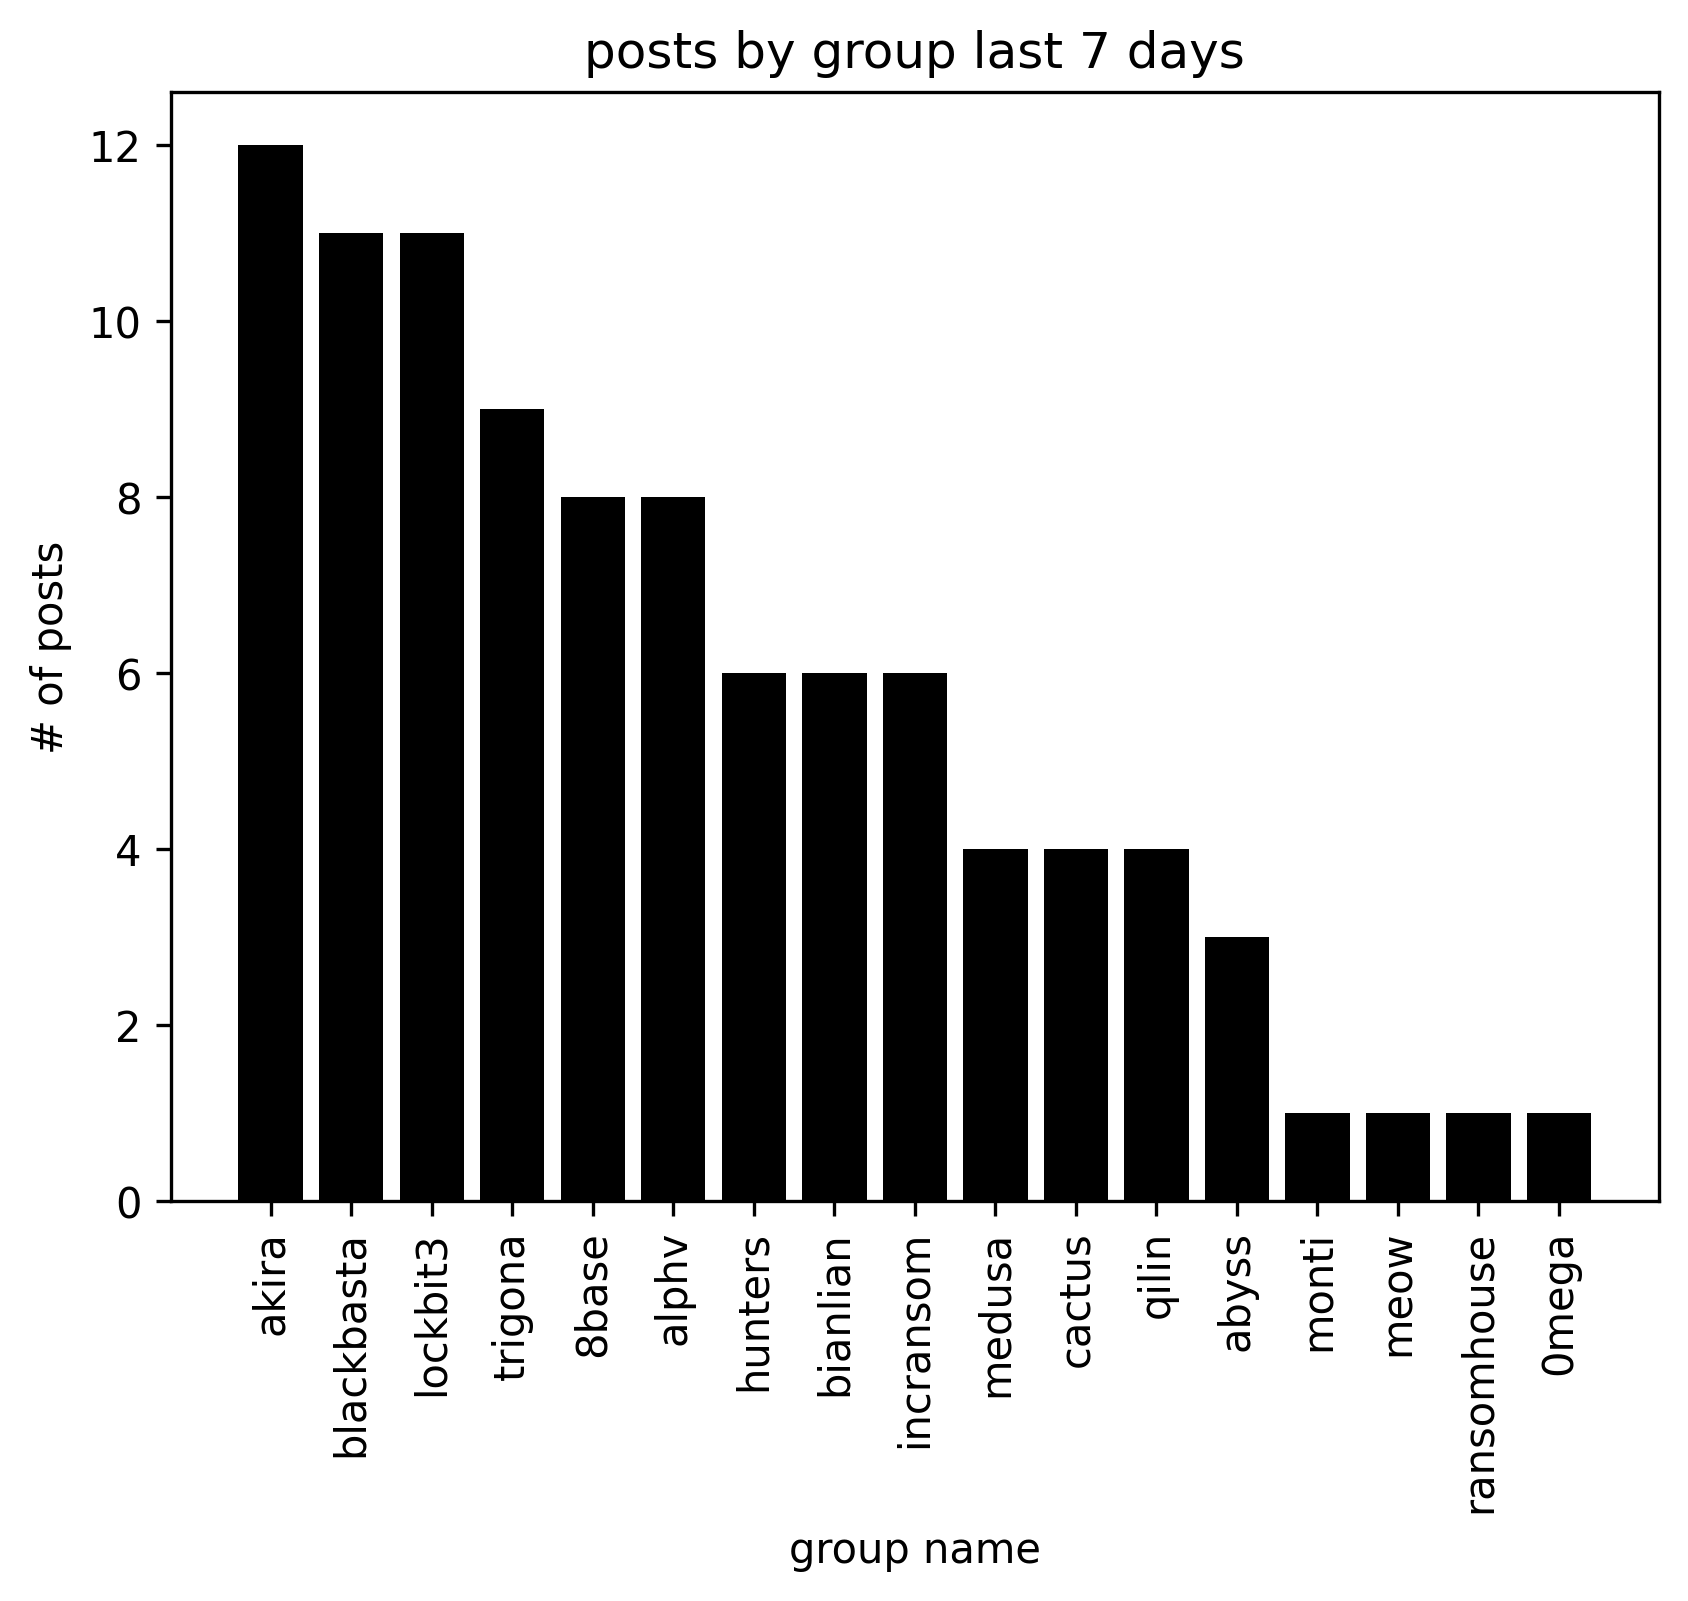 posts by group last 7 days
12
10
8
6
4
2
0
# of posts
akira
blackbasta
lockbit3
trigona
8base
alphv
hunters
bianlian
incransom
medusa
cactus
qilin
abyss
monti
meow
ransomhouse
0mega
group name